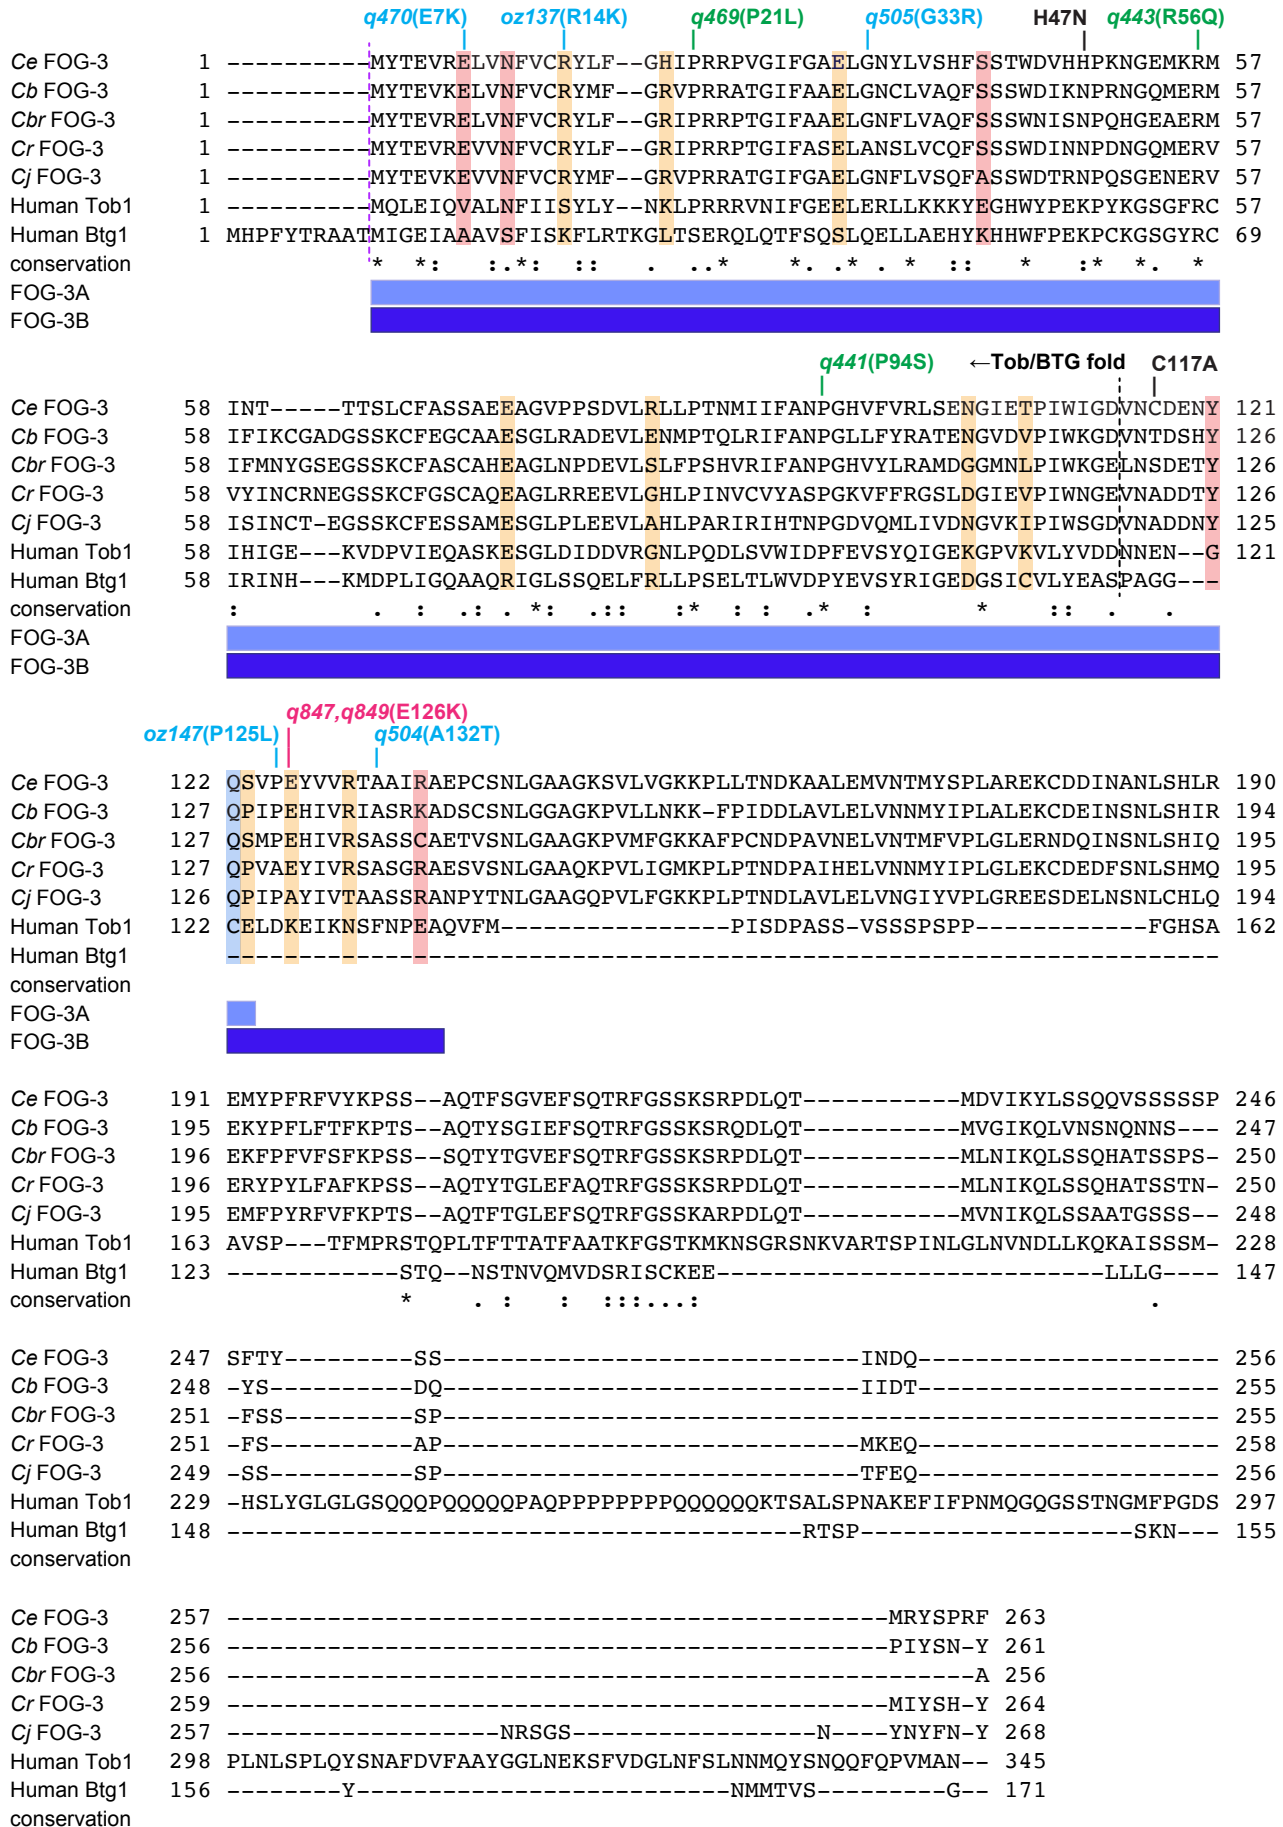 q470(E7K) oz137(R14K) q469(P21L) q505(G33R) H47N q443(R56Q)
Ce FOG-3 1 ----------MYTEVRELVNFVCRYLF--GHIPRRPVGIFGAELGNYLVSHFSSTWDVHHPKNGEMKRM 57
Cb FOG-3 1 ----------MYTEVKELVNFVCRYMF--GRVPRRATGIFAAELGNCLVAQFSSSWDIKNPRNGQMERM 57
Cbr FOG-3 1 ----------MYTEVRELVNFVCRYLF--GRIPRRPTGIFAAELGNFLVAQFSSSWNISNPQHGEAERM 57
Cr FOG-3 1 ----------MYTEVREVVNFVCRYLF--GRIPRRPTGIFASELANSLVCQFSSSWDINNPDNGQMERV 57
Cj FOG-3 1 ----------MYTEVKEVVNFVCRYMF--GRVPRRATGIFGAELGNFLVSQFASSWDTRNPQSGENERV 57
Human Tob1 1 ----------MQLEIQVALNFIISYLY--NKLPRRRVNIFGEELERLLKKKYEGHWYPEKPYKGSGFRC 57
Human Btg1 1 MHPFYTRAATMIGEIAAAVSFISKFLRTKGLTSERQLQTFSQSLQELLAEHYKHHWFPEKPCKGSGYRC 69
conservation * *: :.*: :: . ..* *. .* . * :: * :* *. *
FOG-3A
FOG-3B
q441(P94S) ←Tob/BTG fold C117A
Ce FOG-3 58 INT-----TTSLCFASSAEEAGVPPSDVLRLLPTNMIIFANPGHVFVRLSENGIETPIWIGDVNCDENY 121
Cb FOG-3 58 IFIKCGADGSSKCFEGCAAESGLRADEVLENMPTQLRIFANPGLLFYRATENGVDVPIWKGDVNTDSHY 126
Cbr FOG-3 58 IFMNYGSEGSSKCFASCAHEAGLNPDEVLSLFPSHVRIFANPGHVYLRAMDGGMNLPIWKGELNSDETY 126
Cr FOG-3 58 VYINCRNEGSSKCFGSCAQEAGLRREEVLGHLPINVCVYASPGKVFFRGSLDGIEVPIWNGEVNADDTY 126
Cj FOG-3 58 ISINCT-EGSSKCFESSAMESGLPLEEVLAHLPARIRIHTNPGDVQMLIVDNGVKIPIWSGDVNADDNY 125
Human Tob1 58 IHIGE---KVDPVIEQASKESGLDIDDVRGNLPQDLSVWIDPFEVSYQIGEKGPVKVLYVDDNNEN--G 121
Human Btg1 58 IRINH---KMDPLIGQAAQRIGLSSQELFRLLPSELTLWVDPYEVSYRIGEDGSICVLYEASPAGG---
conservation : . : .: . *: .:: :* : : .* : * :: . .
FOG-3A
FOG-3B
q847,q849(E126K)
oz147(P125L) q504(A132T)
Ce FOG-3 122 QSVPEYVVRTAAIRAEPCSNLGAAGKSVLVGKKPLLTNDKAALEMVNTMYSPLAREKCDDINANLSHLR 190
Cb FOG-3 127 QPIPEHIVRIASRKADSCSNLGAAGKPVLLNKK-FPIDDLAVLELVNNMYIPLALEKCDEINSNLSHIR 194
Cbr FOG-3 127 QSMPEHIVRSASSCAETVSNLGAAGKPVMFGKKAFPCNDPAVNELVNTMFVPLGLERNDQINSNLSHIQ 195
Cr FOG-3 127 QPVAEYIVRSASGRAESVSNLGAAQKPVLIGMKPLPTNDPAIHELVNNMYIPLGLEKCDEDFSNLSHMQ 195
Cj FOG-3 126 QPIPAYIVTAASSRANPYTNLGAAGQPVLFGKKPLPTNDLAVLELVNGIYVPLGREESDELNSNLCHLQ 194
Human Tob1 122 CELDKEIKNSFNPEAQVFM----------------PISDPASS-VSSSPSPP------------FGHSA 162
Human Btg1 ---------------------------------------------------------------------
conservation
FOG-3A
FOG-3B
Ce FOG-3 191 EMYPFRFVYKPSS--AQTFSGVEFSQTRFGSSKSRPDLQT-----------MDVIKYLSSQQVSSSSSP 246
Cb FOG-3 195 EKYPFLFTFKPTS--AQTYSGIEFSQTRFGSSKSRQDLQT-----------MVGIKQLVNSNQNNS--- 247
Cbr FOG-3 196 EKFPFVFSFKPSS--SQTYTGVEFSQTRFGSSKSRPDLQT-----------MLNIKQLSSQHATSSPS- 250
Cr FOG-3 196 ERYPYLFAFKPSS--AQTYTGLEFAQTRFGSSKSRPDLQT-----------MLNIKQLSSQHATSSTN- 250
Cj FOG-3 195 EMFPYRFVFKPTS--AQTFTGLEFSQTRFGSSKARPDLQT-----------MVNIKQLSSAATGSSS-- 248
Human Tob1 163 AVSP---TFMPRSTQPLTFTTATFAATKFGSTKMKNSGRSNKVARTSPINLGLNVNDLLKQKAISSSM- 228
Human Btg1 123 ------------STQ--NSTNVQMVDSRISCKEE---------------------------LLLG---- 147
conservation * . : : :::...: .
Ce FOG-3 247 SFTY---------SS-----------------------------INDQ--------------------- 256
Cb FOG-3 248 -YS----------DQ-----------------------------IIDT--------------------- 255
Cbr FOG-3 251 -FSS---------SP------------------------------------------------------ 255
Cr FOG-3 251 -FS----------AP-----------------------------MKEQ--------------------- 258
Cj FOG-3 249 -SS----------SP-----------------------------TFEQ--------------------- 256
Human Tob1 229 -HSLYGLGLGSQQQPQQQQQPAQPPPPPPPPQQQQQQKTSALSPNAKEFIFPNMQGQGSSTNGMFPGDS 297
Human Btg1 148 ----------------------------------------RTSP-------------------SKN--- 155
conservation
Ce FOG-3 257 ----------------------------------------------MRYSPRF 263
Cb FOG-3 256 ----------------------------------------------PIYSN-Y 261
Cbr FOG-3 256 ----------------------------------------------------A 256
Cr FOG-3 259 ----------------------------------------------MIYSH-Y 264
Cj FOG-3 257 -------------------NRSGS-----------------N----YNYFN-Y 268
Human Tob1 298 PLNLSPLQYSNAFDVFAAYGGLNEKSFVDGLNFSLNNMQYSNQQFQPVMAN-- 345
Human Btg1 156 --------Y--------------------------NMMTVS---------G-- 171
conservation